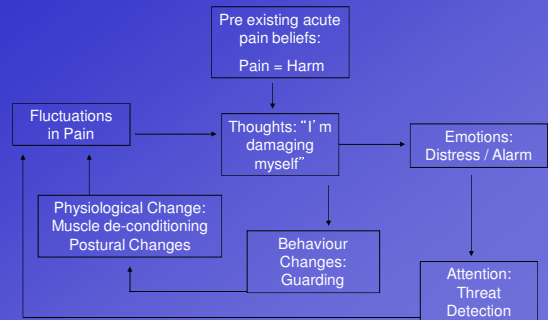 Pre existing acute
pain beliefs:
Pain = Harm
Fluctuations
in Pain
Thoughts: “I’m
damaging
myself”
Emotions:
Distress / Alarm
Physiological Change:
Muscle de-conditioning
Postural Changes
Behaviour
Changes:
Guarding
Attention:
Threat
Detection